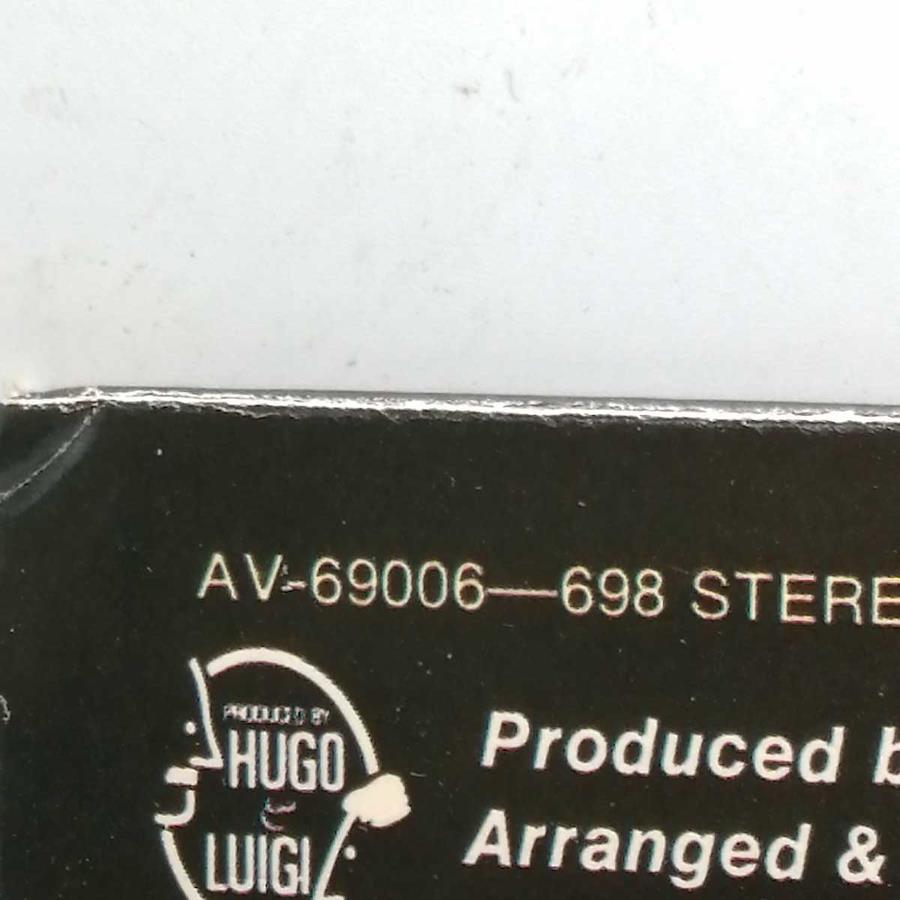 AV-69006—698 STERE
PRODUCED BY
HUGO
&
LUIGI
Produced b
Arranged &